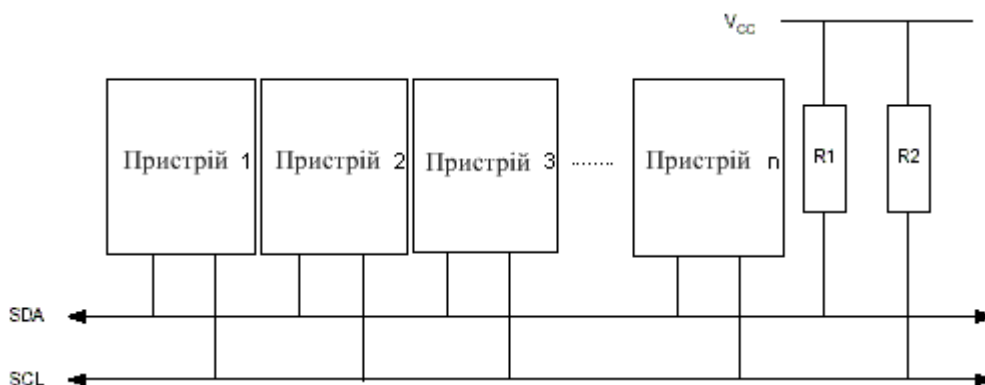 Vcc
Пристрій 1
Пристрій 2
Пристрій 3
........
Пристрій n
R1
R2
SDA
SCL